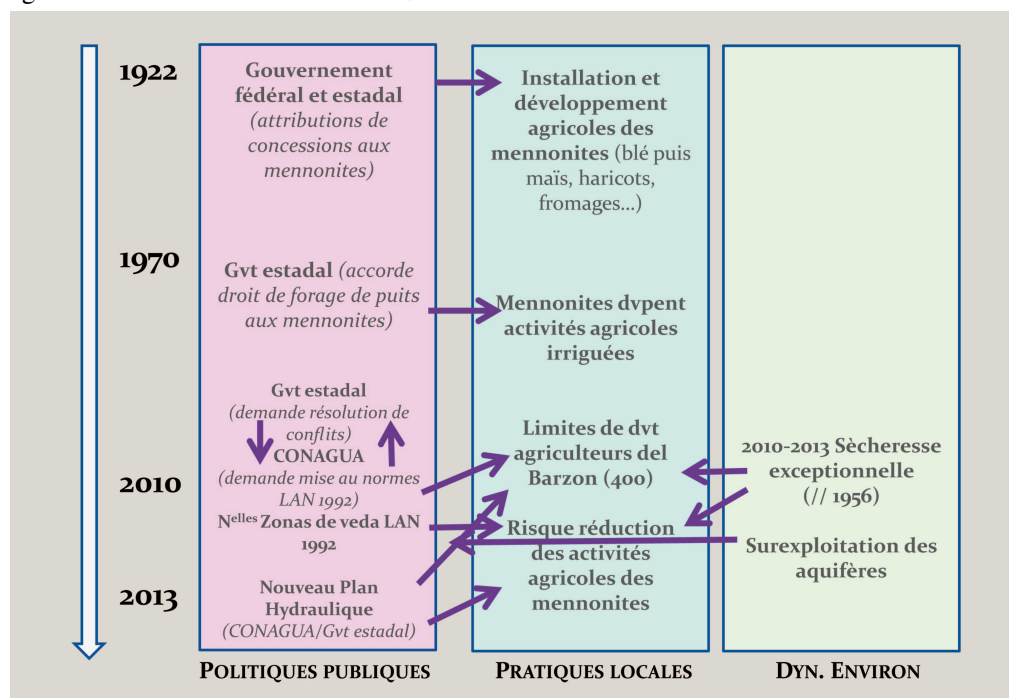 1922
Gouvernement
fédéral et estadal
(attributions de
concessions aux
mennonites)
Installation et
développement
agricoles des
mennonites (blé puis
maïs, haricots,
fromages...)
1970
Gvt estadal (accorde
droit de forage de puits
aux mennonites)
Mennonites dvpent
activités agricoles
irriguées
Gvt estadal
(demande résolution de
conflits)
CONAGUA
(demande mise au normes
LAN 1992)
2010
Nelles Zonas de veda LAN
1992
Limites de dvt
agriculteurs del
Barzon (400)
2010-2013 Sècheresse
exceptionnelle
(// 1956)
Risque réduction
des activités
agricoles des
mennonites
Surexploitation des
aquifères
2013
Nouveau Plan
Hydraulique
(CONAGUA/Gvt estadal)
POLITIQUES PUBLIQUES
PRATIQUES LOCALES
DYN. ENVIRON